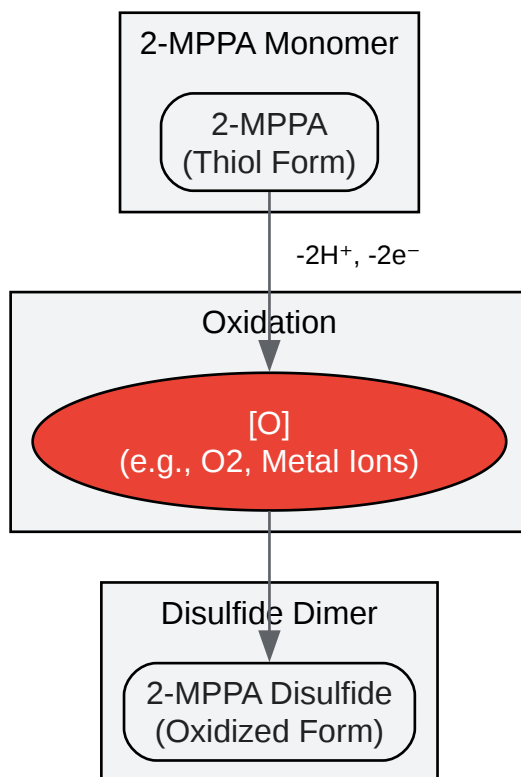 2-MPPA Monomer
2-MPPA
(Thiol Form)
-2H⁺, -2e⁻
Oxidation
[O]
(e.g., O2, Metal Ions)
Disulfide Dimer
2-MPPA Disulfide
(Oxidized Form)